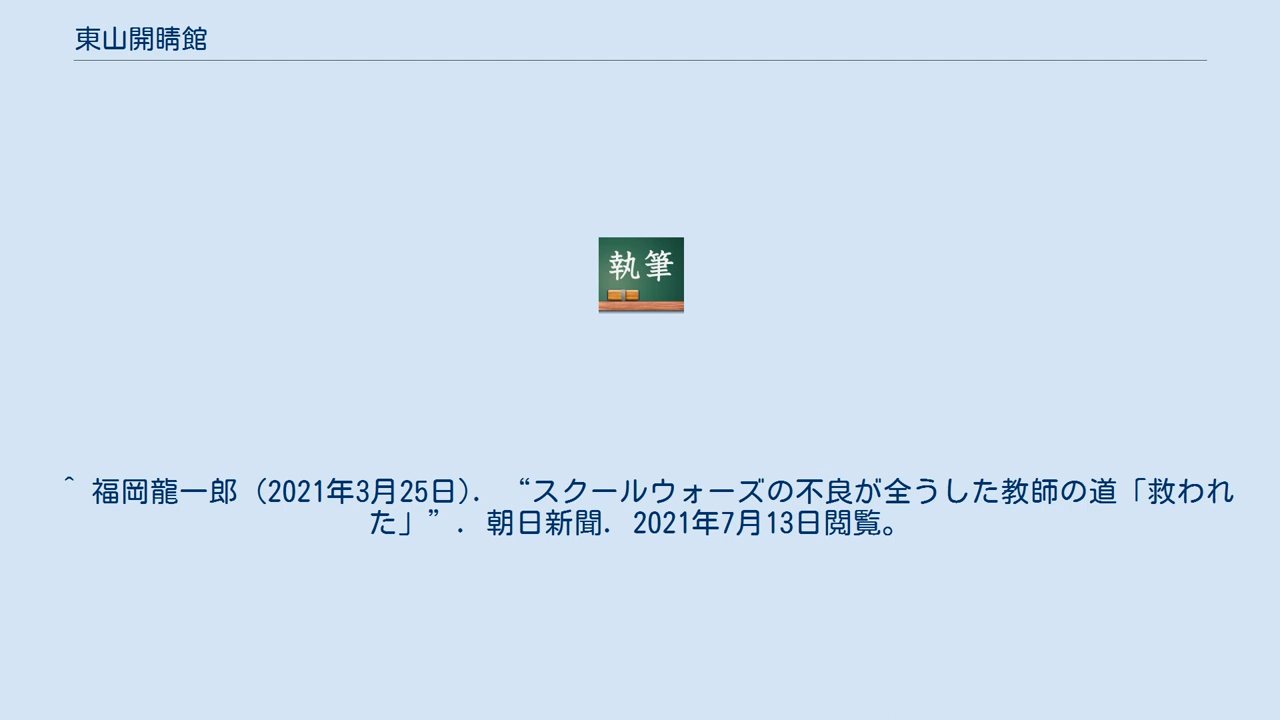 東山開晴館
執筆
^ 福岡龍一郎 (2021年3月25日). “スクールウォーズの不良が全うした教師の道「救われ
た」”. 朝日新聞. 2021年7月13日閲覧。